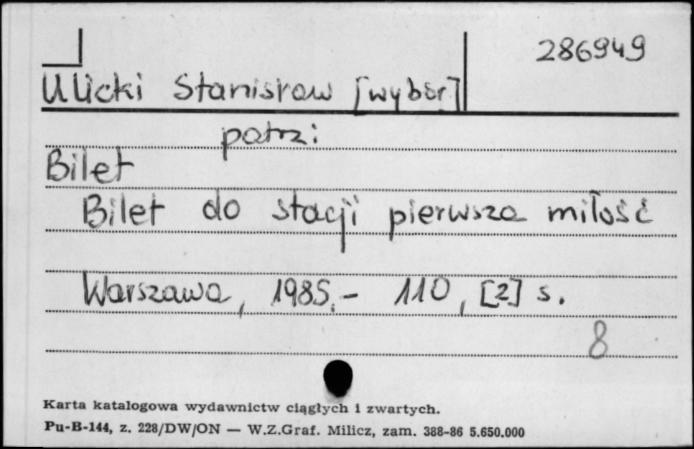 286949
Ulicki Stanisław [wybór]
patrz:
Bilet
Bilet do stacji pierwsza miłość
Warszawa, 1985.- 110, [2] s.
8
Karta katalogowa wydawnictw ciągłych i zwartych.
Pu-B-144, z. 228/DW/ON — W.Z.Graf. Milicz, zam. 388-86 5.650.000